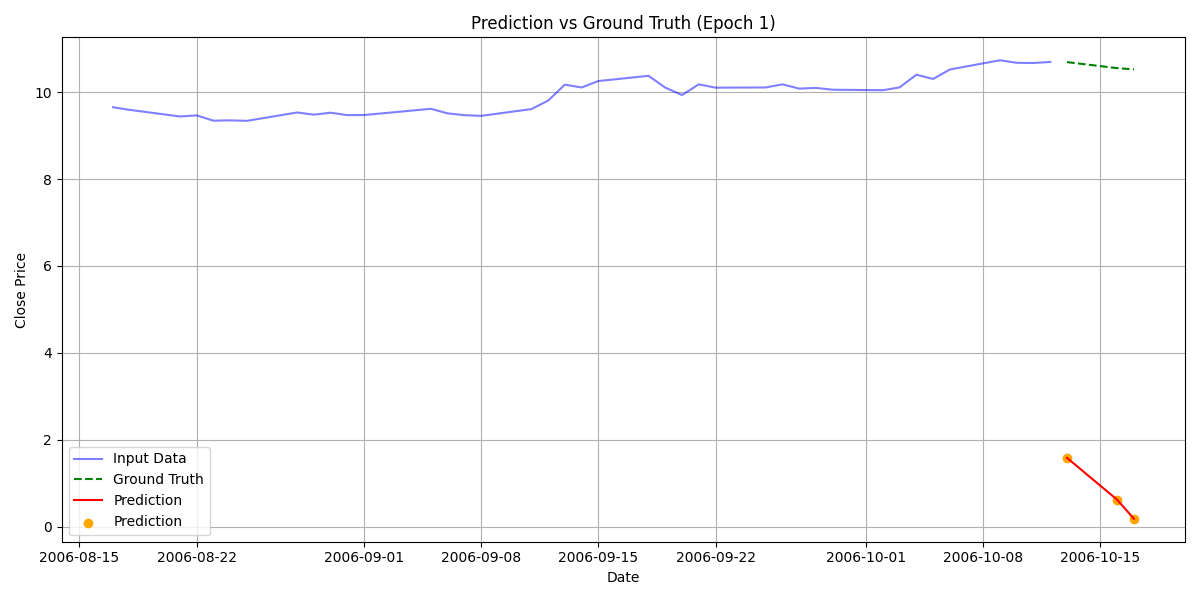 Prediction vs Ground Truth (Epoch 1)
Close Price
10
8
6
4
2
0
Input Data
Ground Truth
Prediction
Prediction
2006-08-15
2006-08-22
2006-09-01
2006-09-08
2006-09-15
2006-09-22
2006-10-01
2006-10-08
2006-10-15
Date